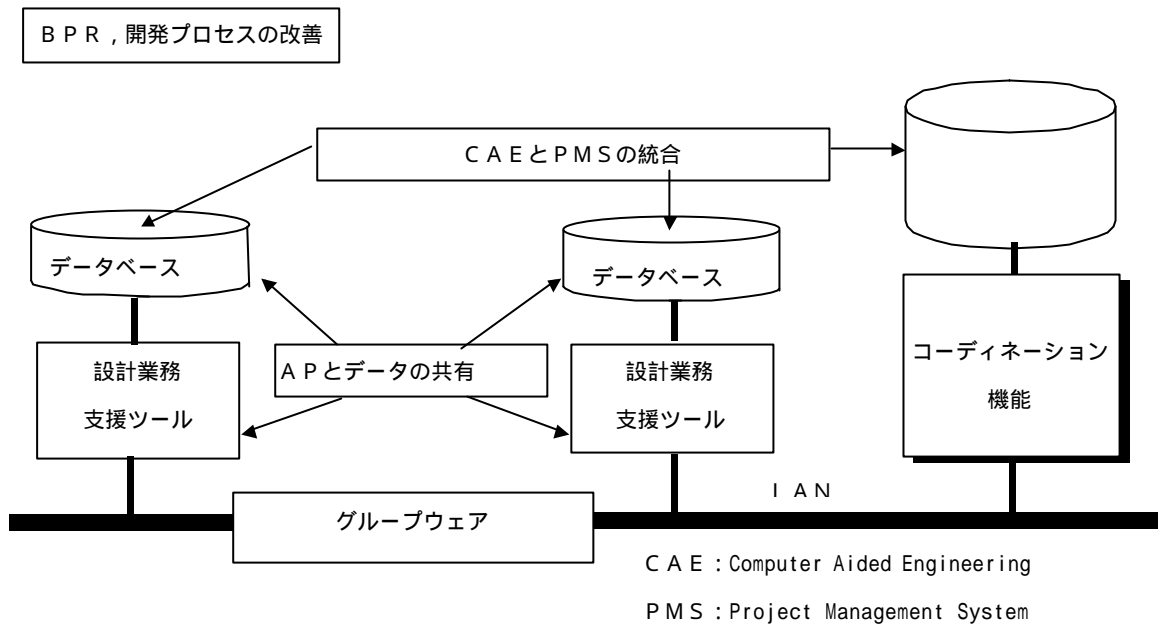 ＢＰＲ，開発プロセスの改善
ＣＡＥとＰＭＳの統合
データベース
データベース
設計業務
支援ツール
ＡＰとデータの共有
設計業務
支援ツール
コーディネーション
機能
ＩＡＮ
グループウェア
ＣＡＥ：Computer Aided Engineering
ＰＭＳ：Project Management System